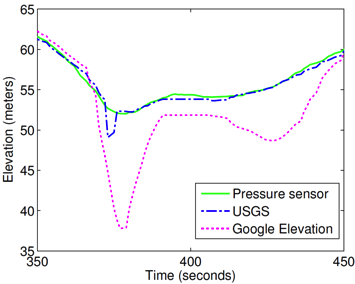 65
60
55
50
45
40
35
Elevation (meters)
Pressure sensor
USGS
Google Elevation
350
400
450
Time (seconds)